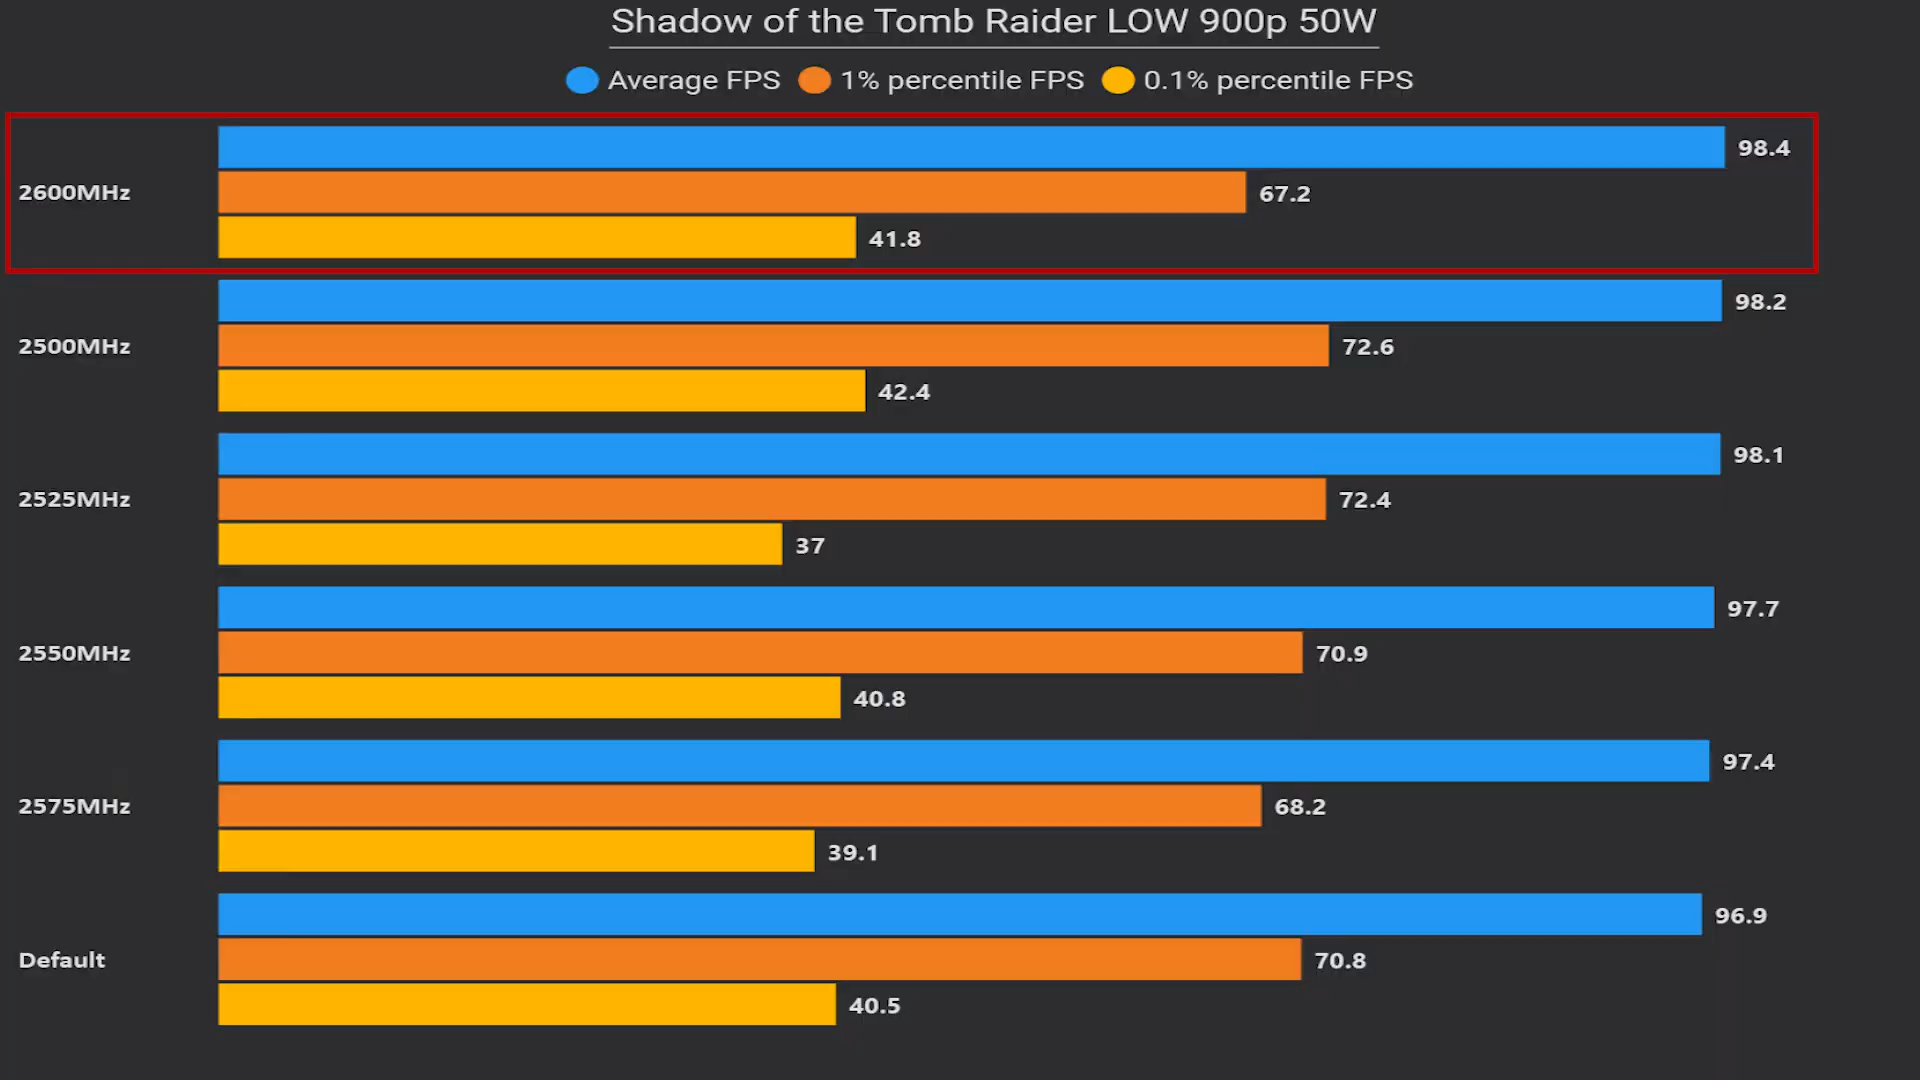 Shadow of the Tomb Raider LOW 900p 50W
Average FPS 1% percentile FPS 0.1% percentile FPS
98.4
2600MHz 67.2
41.8
98.2
2500MHz 72.6
42.4
98.1
2525MHz 72.4
37
97.7
2550MHz 70.9
40.8
97.4
2575MHz 68.2
39.1
96.9
Default 70.8
40.5